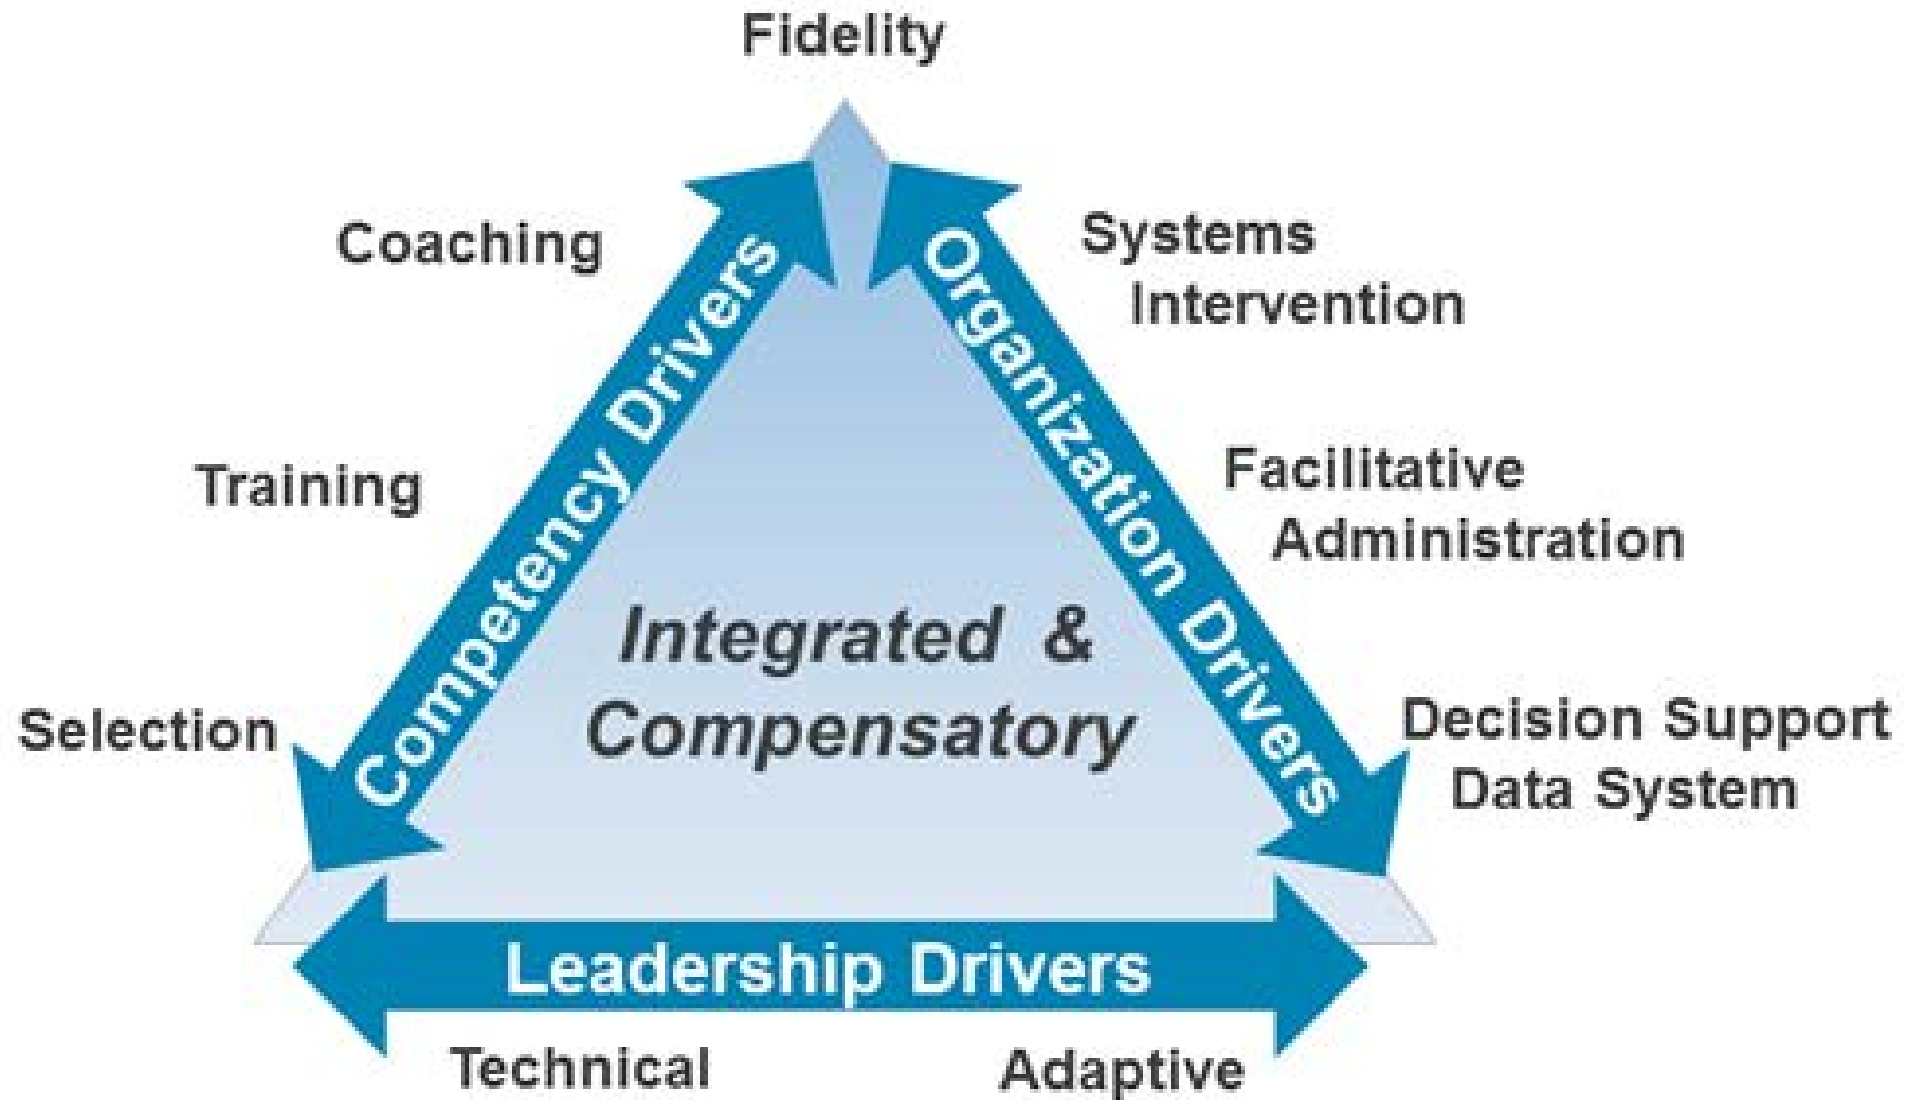 Fidelity
Coaching
Systems
Intervention
Training
Facilitative
Administration
Selection
Decision Support
Data System
Competency Drivers
Organization Drivers
Integrated &
Compensatory
Leadership Drivers
Technical
Adaptive